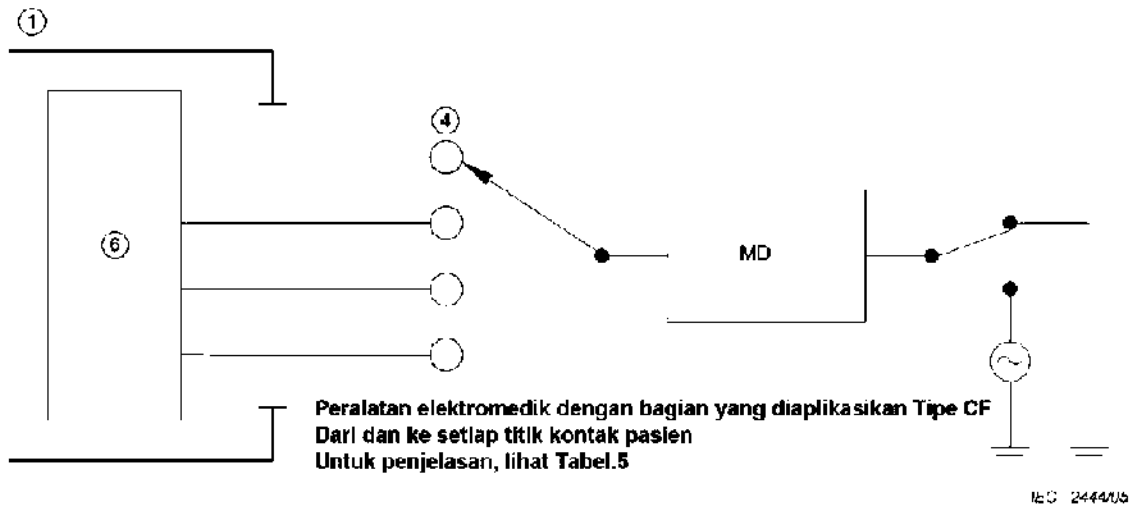 1
4
6
MD
Peralatan elektromedik dengan bagian yang diaplikasikan Tipe CF
Dari dan ke setiap titik kontak pasien
Untuk penjelasan, lihat Tabel.5
IEC 2444/05